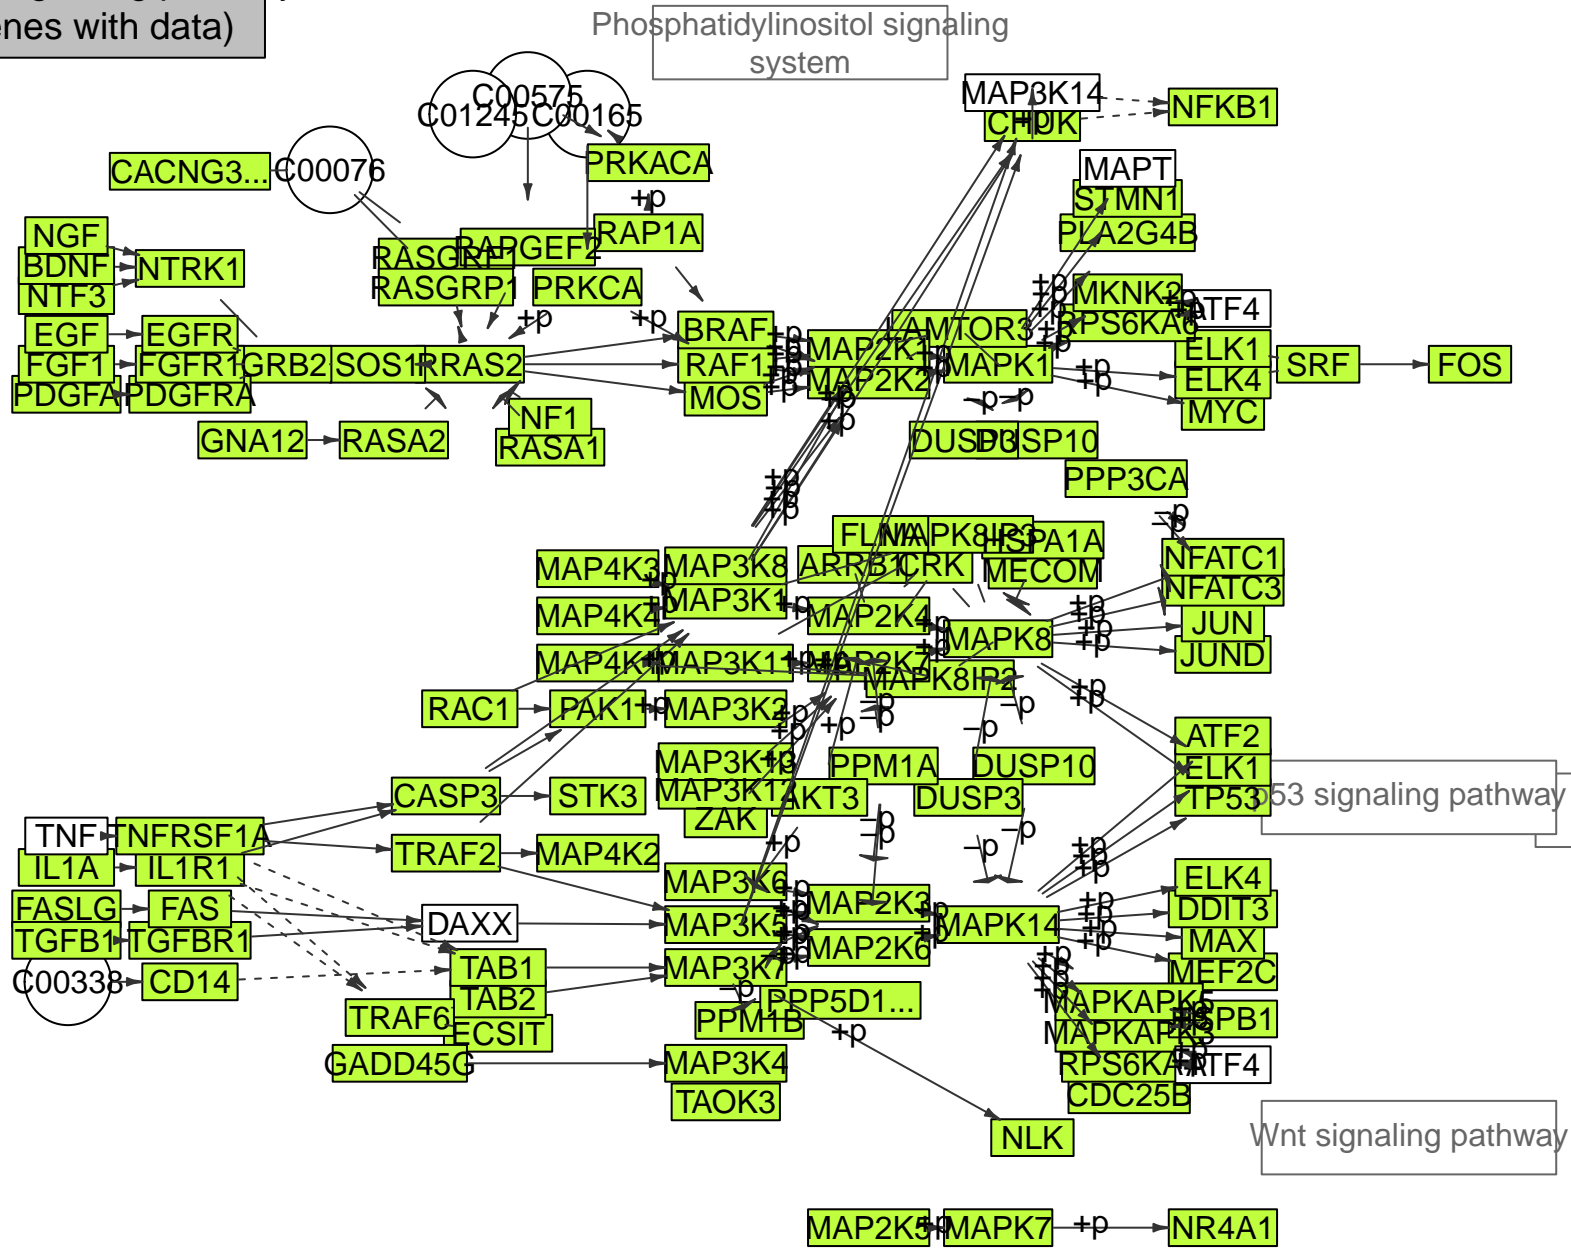 enes with data)
Phosphatidylinositol signaling
system
C00575
C01245
C00165
MAP3K14
CHUK
+p
NFKB1
CACNG3...
C00076
PRKACA
MAPT
STMN1
PLA2G4B
+p
RAP1A
NGF
BDNF
NTF3
NTRK1
RAPGEF2
RASGRF1
RASGRP1
PRKCA
+p
+p
+p
+p
+p
+p
MKNK2
RPS6KA6
+p
ATF4
EGF
EGFR
BRAF
+p
LAMTOR3
FGF1
FGFR1
GRB2
SOS1
RRAS2
RAF1
+p
+p
MAP2K1
MAP2K2
+p
MAPK1
ELK1
ELK4
MYC
SRF
FOS
PDGFA
PDGFRA
MOS
+p
+p
+p
+p
+p
−p
−p
GNA12
RASA2
NF1
RASA1
DUSP3
DUSP10
PPP3CA
+p
+p
+p
+p
−p
−p
FLNA
MAPK8IP3
HSPA1A
ARRB1
CRK
MECOM
NFATC1
NFATC3
MAP4K3
+p
MAP3K8
MAP3K1
+p
MAP4K4
+p
MAP2K4
+p
+p
MAPK8
+p
+p
+p
+p
JUN
JUND
+p
MAP3K11
+p
+p
MAP2K7
MAPK8IP2
RAC1
PAK1
+p
MAP3K2
+p
+p
+p
−p
−p
−p
−p
+p
+p
ATF2
ELK1
TP53
p53 signaling pathway
MAP3K13
+p
MAP3K12
ZAK
AKT3
PPM1A
DUSP10
DUSP3
CASP3
STK3
TNF
TNFRSF1A
IL1A
IL1R1
TRAF2
MAP4K2
+p
−p
−p
−p
−p
+p
+p
+p
FASLG
FAS
TGFB1
TGFBR1
DAXX
MAP3K6
MAP3K5
MAP3K7
+p
+p
+p
+p
MAP2K3
MAP2K6
+p
+p
MAPK14
+p
+p
+p
+p
ELK4
DDIT3
MAX
MEF2C
C00338
CD14
TAB1
TAB2
ECSIT
TRAF6
GADD45G
−p
PPM1B
PPP5D1...
+p
MAP3K4
TAOK3
+p
+p
+p
MAPKAPK5
MAPKAPK3
CDC25B
+p
ATF4
NLK
Wnt signaling pathway
MAP2K5
+p
MAPK7
+p
NR4A1